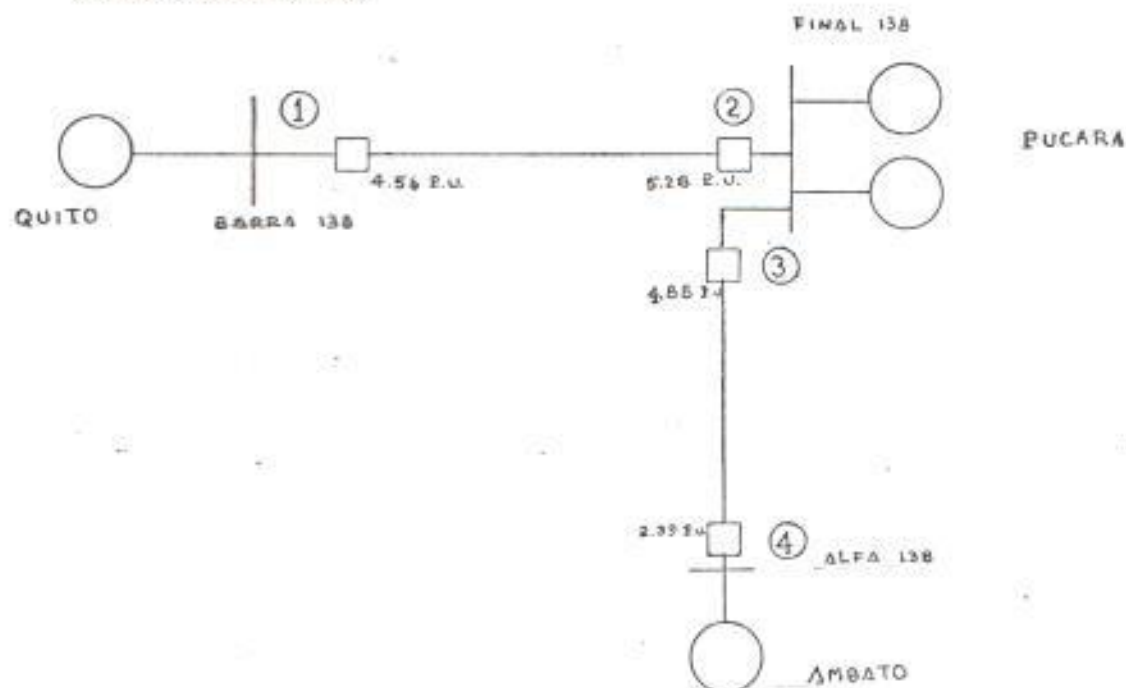 FINAL 138
①
②
PUCARA
4.56 P.U.
5.28 P.U.
QUITO
BARRA 138
③
4.85 P.U
2.39 P.U
④
ALFA 138
AMBATO